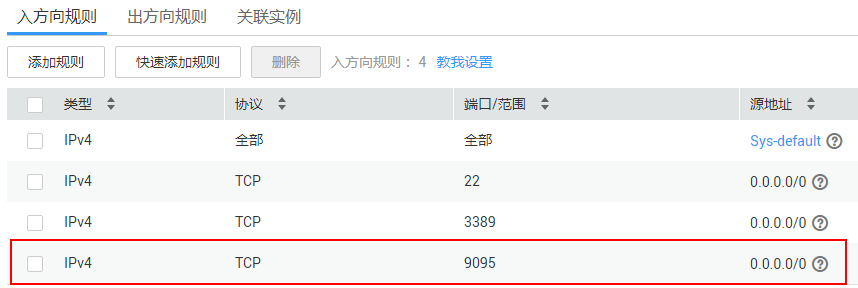 入方向规则 出方向规则 关联实例
添加规则 快速添加规则 删除 入方向规则： 4 教我设置
类型 协议 端口/范围 源地址
IPv4 全部 全部 Sys-default ?
IPv4 TCP 22 0.0.0.0/0 ?
IPv4 TCP 3389 0.0.0.0/0 ?
IPv4 TCP 9095 0.0.0.0/0 ?